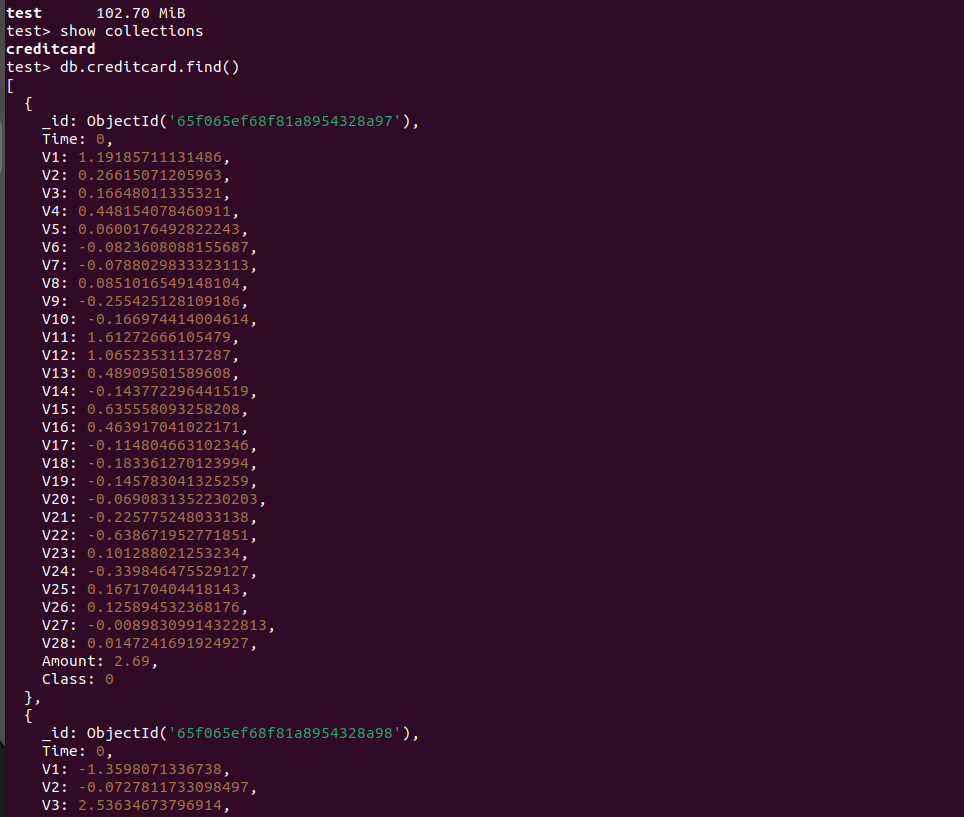 test      102.70 MiB
test> show collections
creditcard
test> db.creditcard.find()
[
  {
    _id: ObjectId('65f065ef68f81a8954328a97'),
    Time: 0,
    V1: 1.19185711131486,
    V2: 0.26615071205963,
    V3: 0.16648011335321,
    V4: 0.448154078460911,
    V5: 0.0600176492822243,
    V6: -0.0823608088155687,
    V7: -0.0788029833323113,
    V8: 0.0851016549148104,
    V9: -0.255425128109186,
    V10: -0.166974414004614,
    V11: 1.61272666105479,
    V12: 1.06523531137287,
    V13: 0.48909501589608,
    V14: -0.143772296441519,
    V15: 0.635558093258208,
    V16: 0.463917041022171,
    V17: -0.114804663102346,
    V18: -0.183361270123994,
    V19: -0.145783041325259,
    V20: -0.0690831352230203,
    V21: -0.225775248033138,
    V22: -0.638671952771851,
    V23: 0.101288021253234,
    V24: -0.339846475529127,
    V25: 0.167170404418143,
    V26: 0.125894532368176,
    V27: -0.00898309914322813,
    V28: 0.0147241691924927,
    Amount: 2.69,
    Class: 0
  },
  {
    _id: ObjectId('65f065ef68f81a8954328a98'),
    Time: 0,
    V1: -1.3598071336738,
    V2: -0.0727811733098497,
    V3: 2.53634673796914,